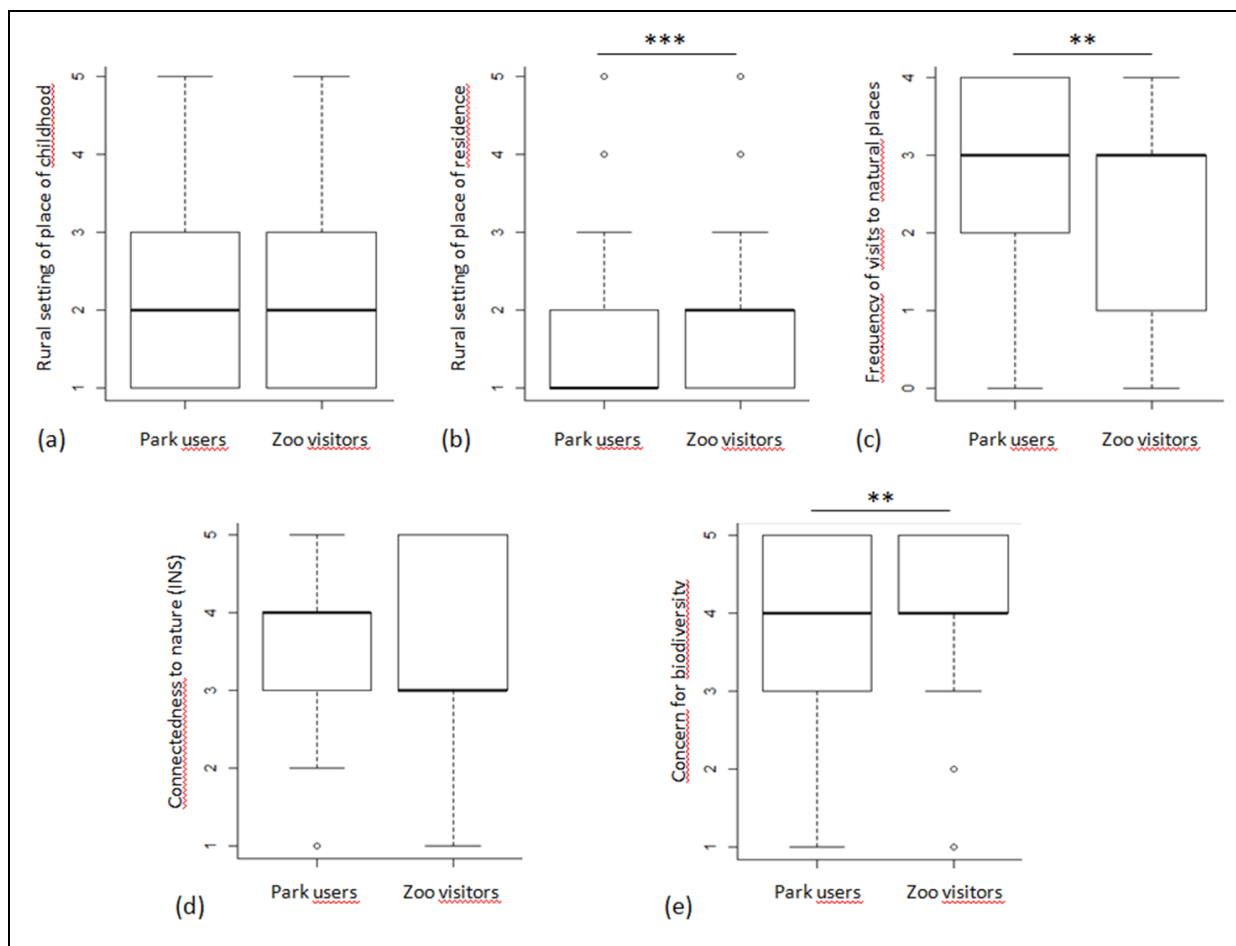 ***
**
Rural setting of place of childhood
5
4
3
2
1
Park users
Zoo visitors
(a)
Rural setting of place of residence
5
4
3
2
1
Park users
Zoo visitors
(b)
Frequency of visits to natural places
4
3
2
1
0
Park users
Zoo visitors
(c)
**
Connectedness to nature (INS)
5
4
3
2
1
Park users
Zoo visitors
(d)
Concern for biodiversity
5
4
3
2
1
Park users
Zoo visitors
(e)